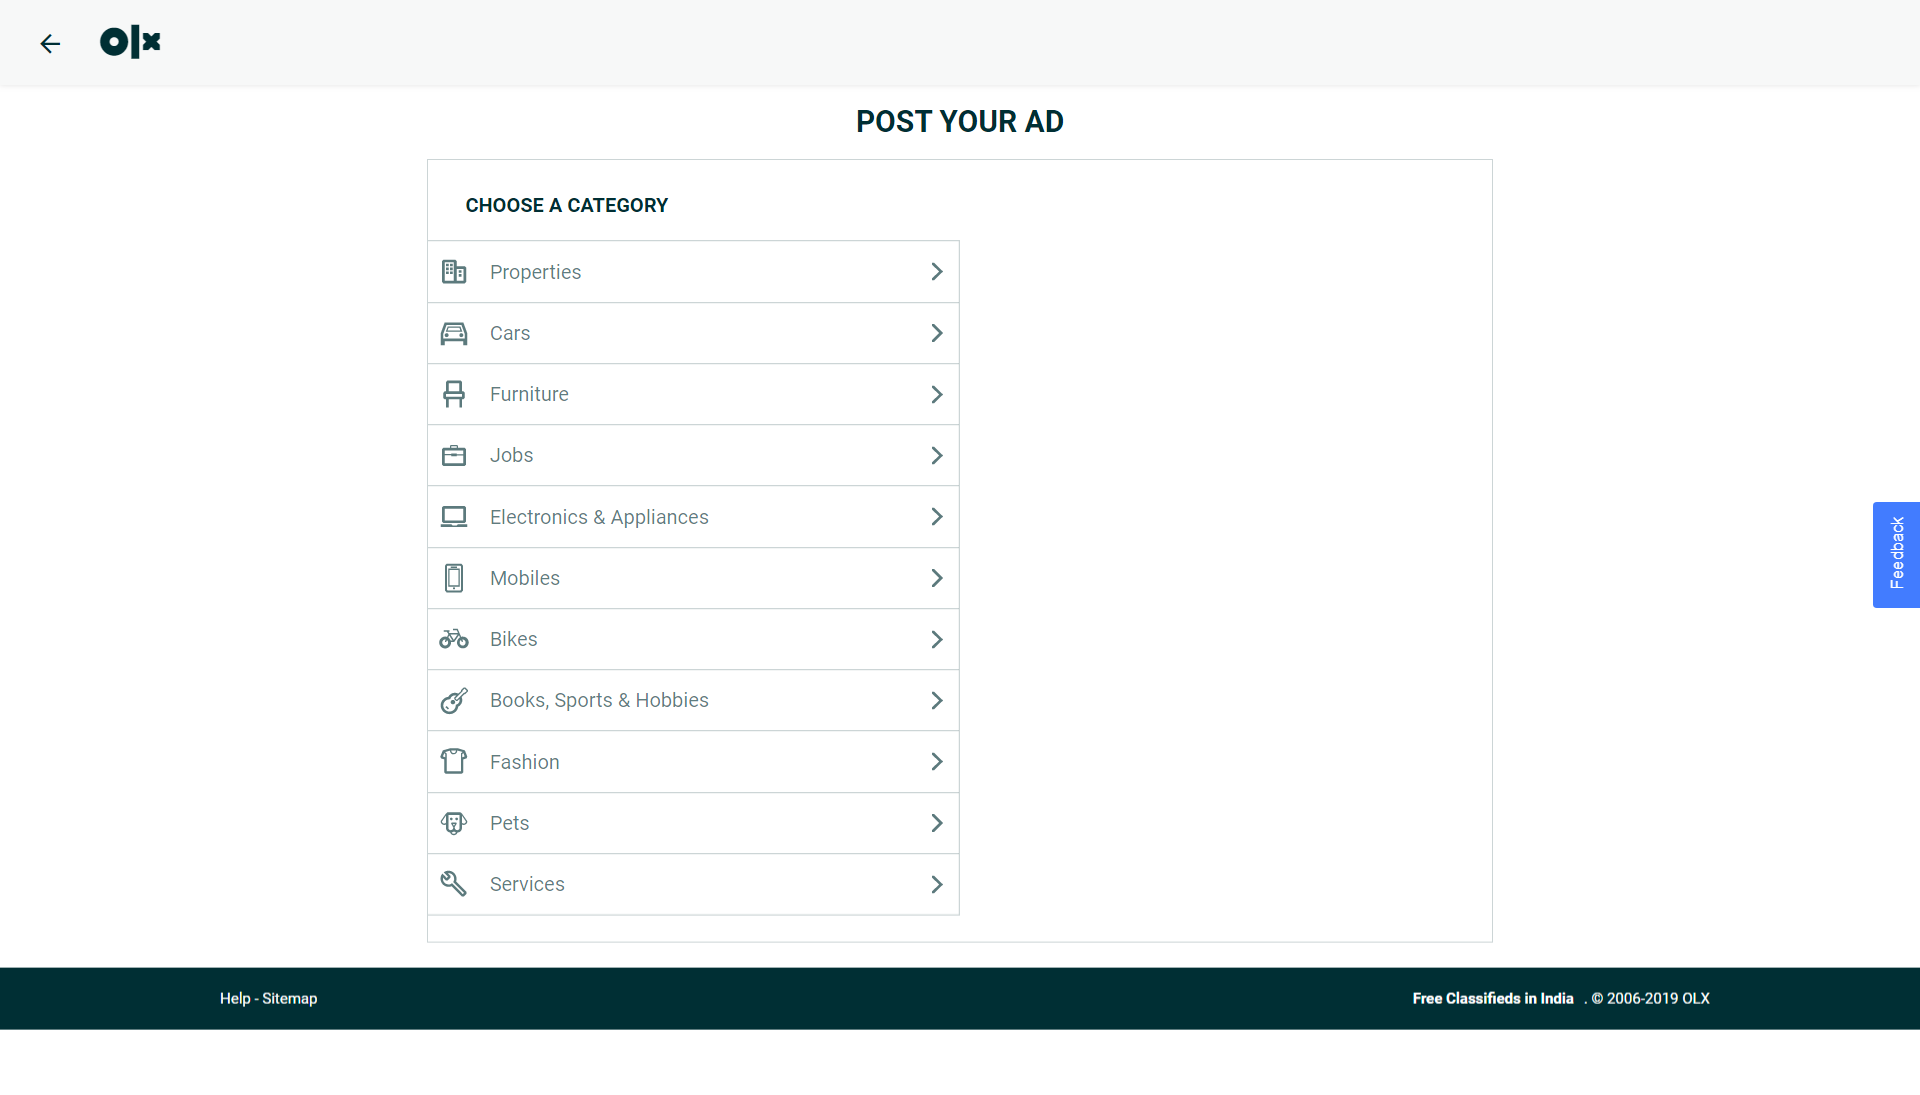 olx
POST YOUR AD
CHOOSE A CATEGORY
Properties
Cars
Furniture
Jobs
Electronics & Appliances
Mobiles
Bikes
Books, Sports & Hobbies
Fashion
Pets
Services
Feedback
Help - Sitemap
Free Classifieds in India . © 2006-2019 OLX